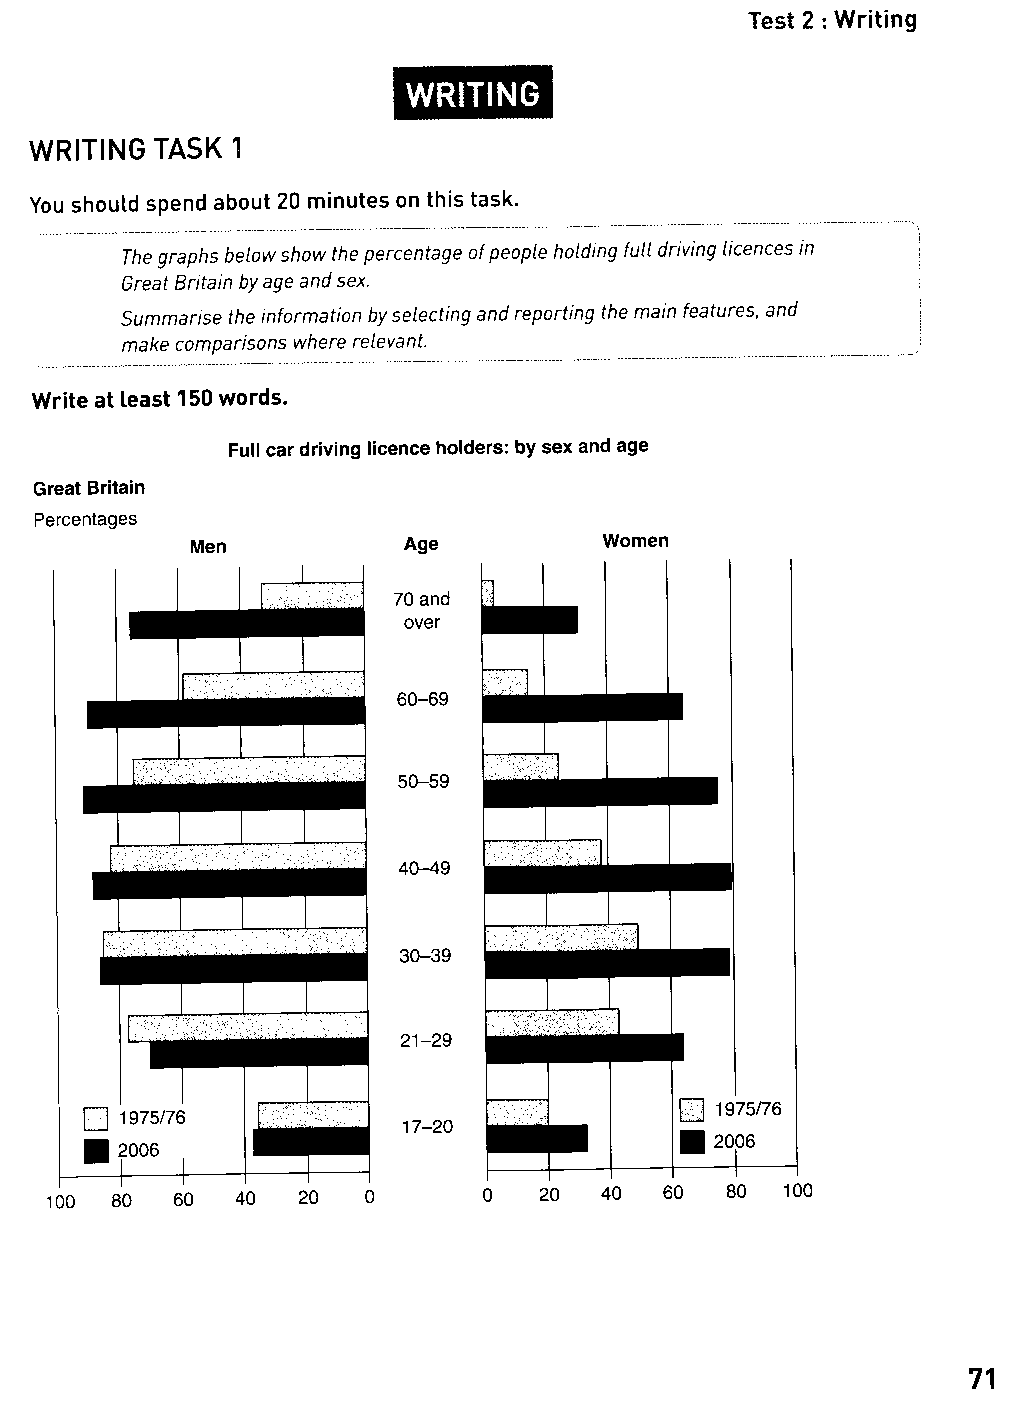 Test 2 : Writing
WRITING
WRITING TASK 1
You should spend about 20 minutes on this task.
The graphs below show the percentage of people holding full driving licences in
Great Britain by age and sex.
Summarise the information by selecting and reporting the main features, and
make comparisons where relevant.
Write at least 150 words.
Full car driving licence holders: by sex and age
Great Britain
Percentages
Men
Age
Women
70 and
over
60–69
50–59
40–49
30–39
21–29
17–20
1975/76
2006
1975/76
2006
100 80 60 40 20 0
0 20 40 60 80 100
71